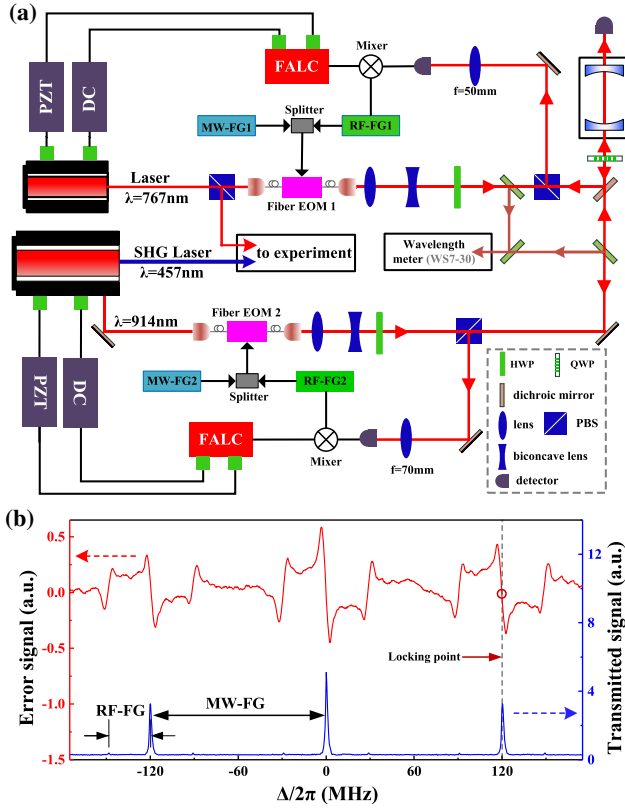 (a)
PZT
DC
FALC
Mixer
f=50mm
Splitter
MW-FG1
RF-FG1
Laser
λ=767nm
Fiber EOM 1
SHG Laser
λ=457nm
to experiment
Wavelength
meter (WS7-30)
λ=914nm
Fiber EOM 2
PZT
DC
MW-FG2
RF-FG2
Splitter
FALC
Mixer
f=70mm
HWP
QWP
dichroic mirror
lens
PBS
biconcave lens
detector
(b)
Error signal (a.u.)
0.5
0.0
-0.5
-1.0
-1.5
Locking point
RF-FG
MW-FG
Transmitted signal (a.u.)
12
8
4
0
-120
-60
0
60
120
Δ/2π (MHz)